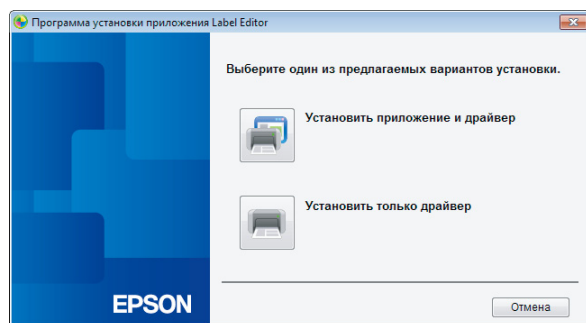 Программа установки приложения Label Editor
Выберите один из предлагаемых вариантов установки.
Установить приложение и драйвер
Установить только драйвер
EPSON
Отмена